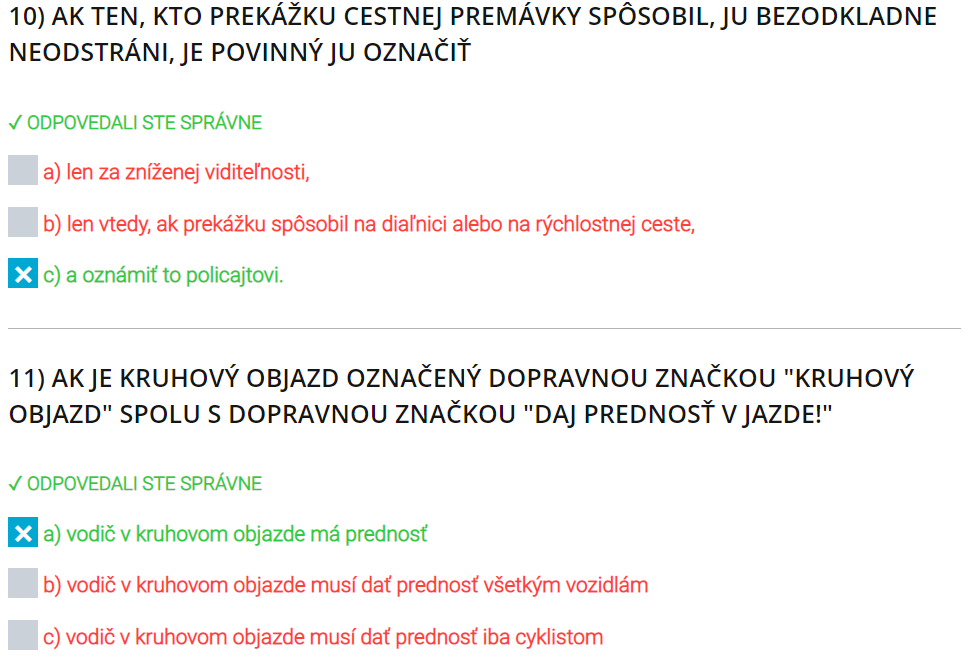 10) AK TEN, KTO PREKÁŽKU CESTNEJ PREMÁVKY SPÔSOBIL, JU BEZODKLADNE
NEODSTRÁNI, JE POVINNÝ JU OZNAČIŤ
✓ ODPOVEDALI STE SPRÁVNE
a) len za zníženej viditeľnosti,
b) len vtedy, ak prekážku spôsobil na diaľnici alebo na rýchlostnej ceste,
c) a oznámiť to policajtovi.
11) AK JE KRUHOVÝ OBJAZD OZNAČENÝ DOPRAVNOU ZNAČKOU "KRUHOVÝ
OBJAZD" SPOLU S DOPRAVNOU ZNAČKOU "DAJ PREDNOSŤ V JAZDE!"
✓ ODPOVEDALI STE SPRÁVNE
a) vodič v kruhovom objazde má prednosť
b) vodič v kruhovom objazde musí dať prednosť všetkým vozidlám
c) vodič v kruhovom objazde musí dať prednosť iba cyklistom